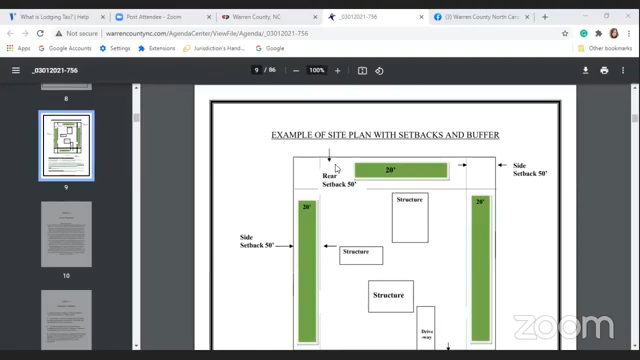 What is Lodging Tax? | Help
Post Attendee - Zoom
Warren County, NC
_03012021-756
(3) Warren County North Carol
Not secure | warrencountync.com/AgendaCenter/ViewFile/Agenda/_03012021-756
Apps
Google Accounts
Settings
Extensions
Jurisdiction's Hand...
Google
Other bookmarks
_03012021-756
9 / 86
100%
8
9
10
EXAMPLE OF SITE PLAN WITH SETBACKS AND BUFFER
20'
Rear
Setback 50'
Side
Setback 50'
20'
Structure
20'
Side
Setback 50'
Structure
Structure
Drive
-way
zoom